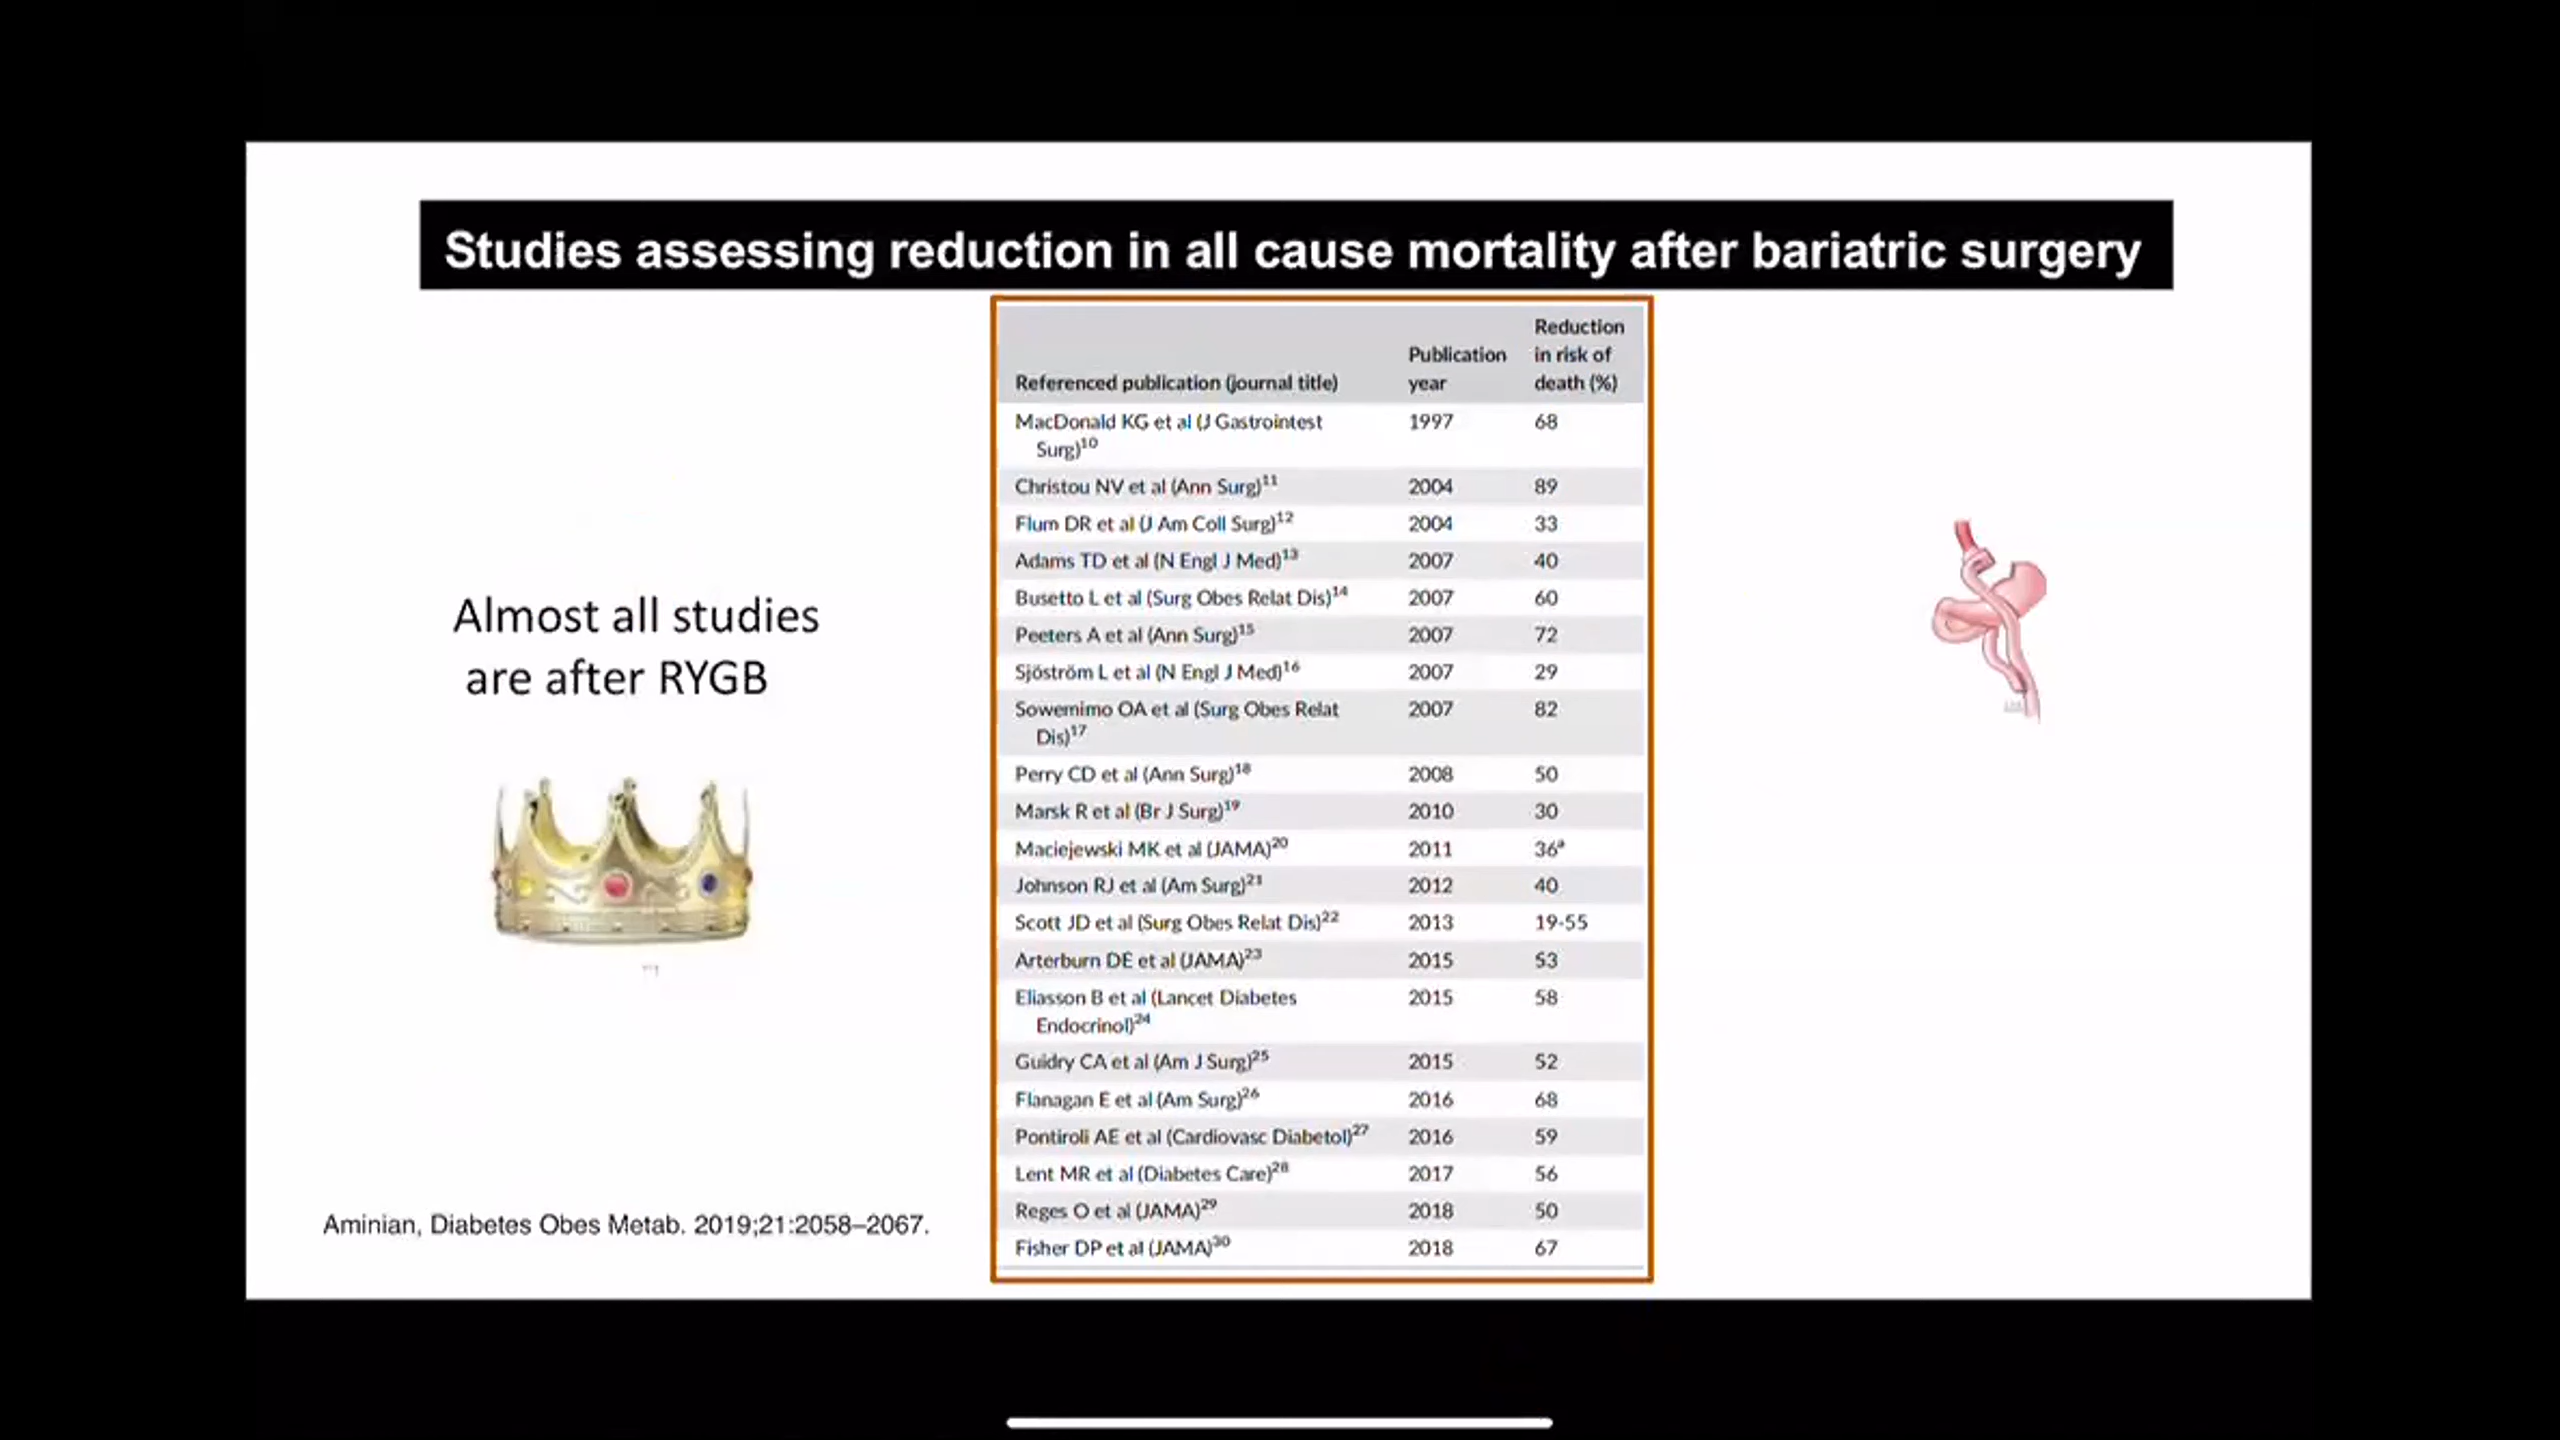 Studies assessing reduction in all cause mortality after bariatric surgery
Almost all studies
are after RYGB
Referenced publication (journal title) Publication year Reduction in risk of death (%)
MacDonald KG et al (J Gastrointest 1997 68
Surg)10
Christou NV et al (Ann Surg)11 2004 89
Flum DR et al (J Am Coll Surg)12 2004 33
Adams TD et al (N Engl J Med)13 2007 40
Busetto L et al (Surg Obes Relat Dis)14 2007 60
Peeters A et al (Ann Surg)15 2007 72
Sjöström L et al (N Engl J Med)16 2007 29
Sowemimo OA et al (Surg Obes Relat 2007 82
Dis)17
Perry CD et al (Ann Surg)18 2008 50
Marsk R et al (Br J Surg)19 2010 30
Maciejewski MK et al (JAMA)20 2011 36a
Johnson RJ et al (Am Surg)21 2012 40
Scott JD et al (Surg Obes Relat Dis)22 2013 19-55
Arterburn DE et al (JAMA)23 2015 53
Eliasson B et al (Lancet Diabetes 2015 58
Endocrinol)24
Guidry CA et al (Am J Surg)25 2015 52
Flanagan E et al (Am Surg)26 2016 68
Pontiroli AE et al (Cardiovasc Diabetol)27 2016 59
Lent MR et al (Diabetes Care)28 2017 56
Reges O et al (JAMA)29 2018 50
Fisher DP et al (JAMA)30 2018 67
Aminian, Diabetes Obes Metab. 2019;21:2058–2067.